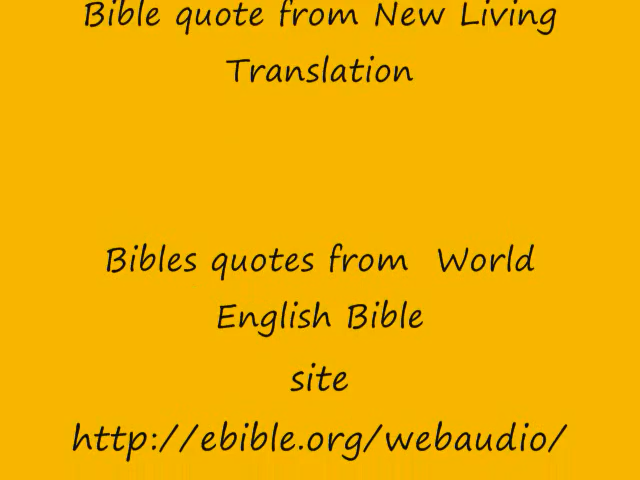 Bible quote from New Living
Translation
Bibles quotes from World
English Bible
site
http://ebible.org/webaudio/